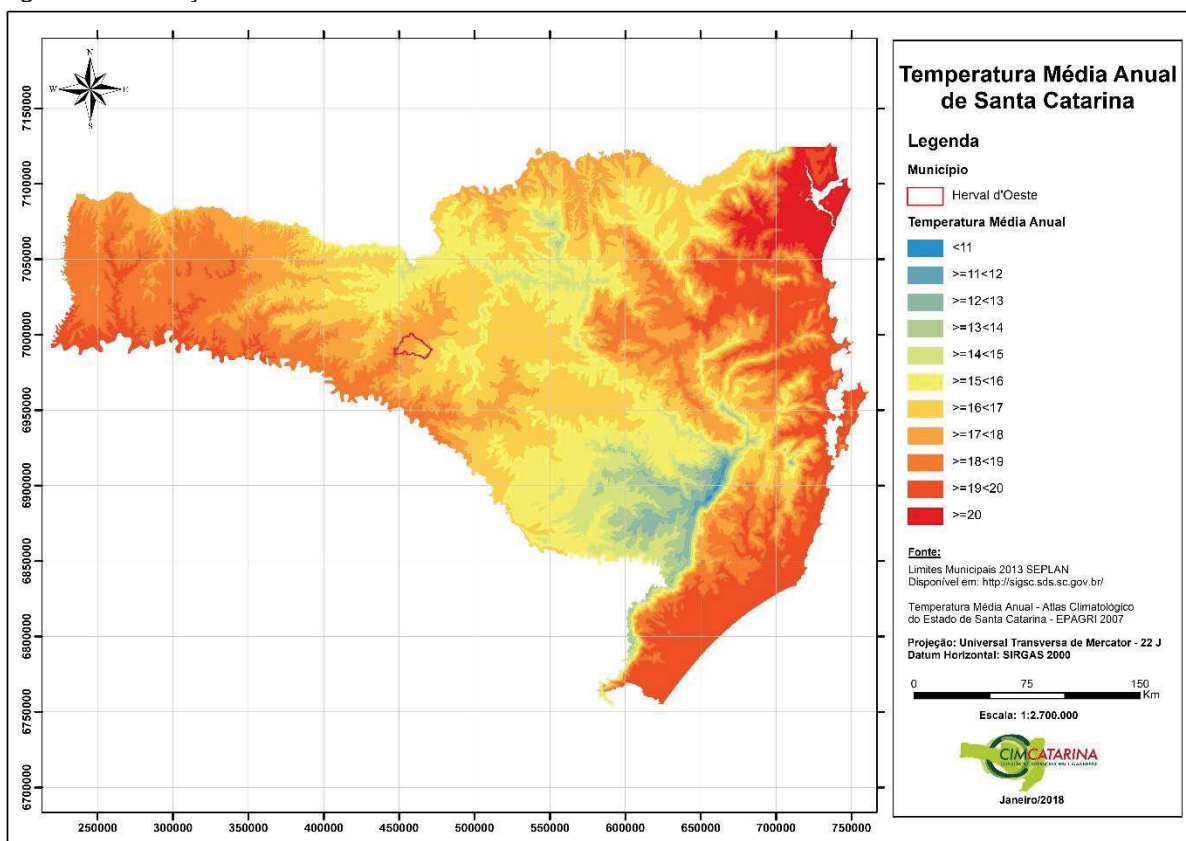 N
W
E
S
7150000
7100000
7050000
7000000
6950000
6900000
6850000
6800000
6750000
6700000
250000
300000
350000
400000
450000
500000
550000
600000
650000
700000
750000
Temperatura Média Anual
de Santa Catarina
Legenda
Município
Herval d'Oeste
Temperatura Média Anual
<11
>=11<12
>=12<13
>=13<14
>=14<15
>=15<16
>=16<17
>=17<18
>=18<19
>=19<20
>=20
Fonte:
Limites Municipais 2013 SEPLAN
Disponível em: http://sigsc.sds.sc.gov.br/
Temperatura Média Anual - Atlas Climatológico
do Estado de Santa Catarina - EPAGRI 2007
Projeção: Universal Transversa de Mercator - 22 J
Datum Horizontal: SIRGAS 2000
0 75 150
Km
Escala: 1:2.700.000
CIMCATARINA
Janeiro/2018